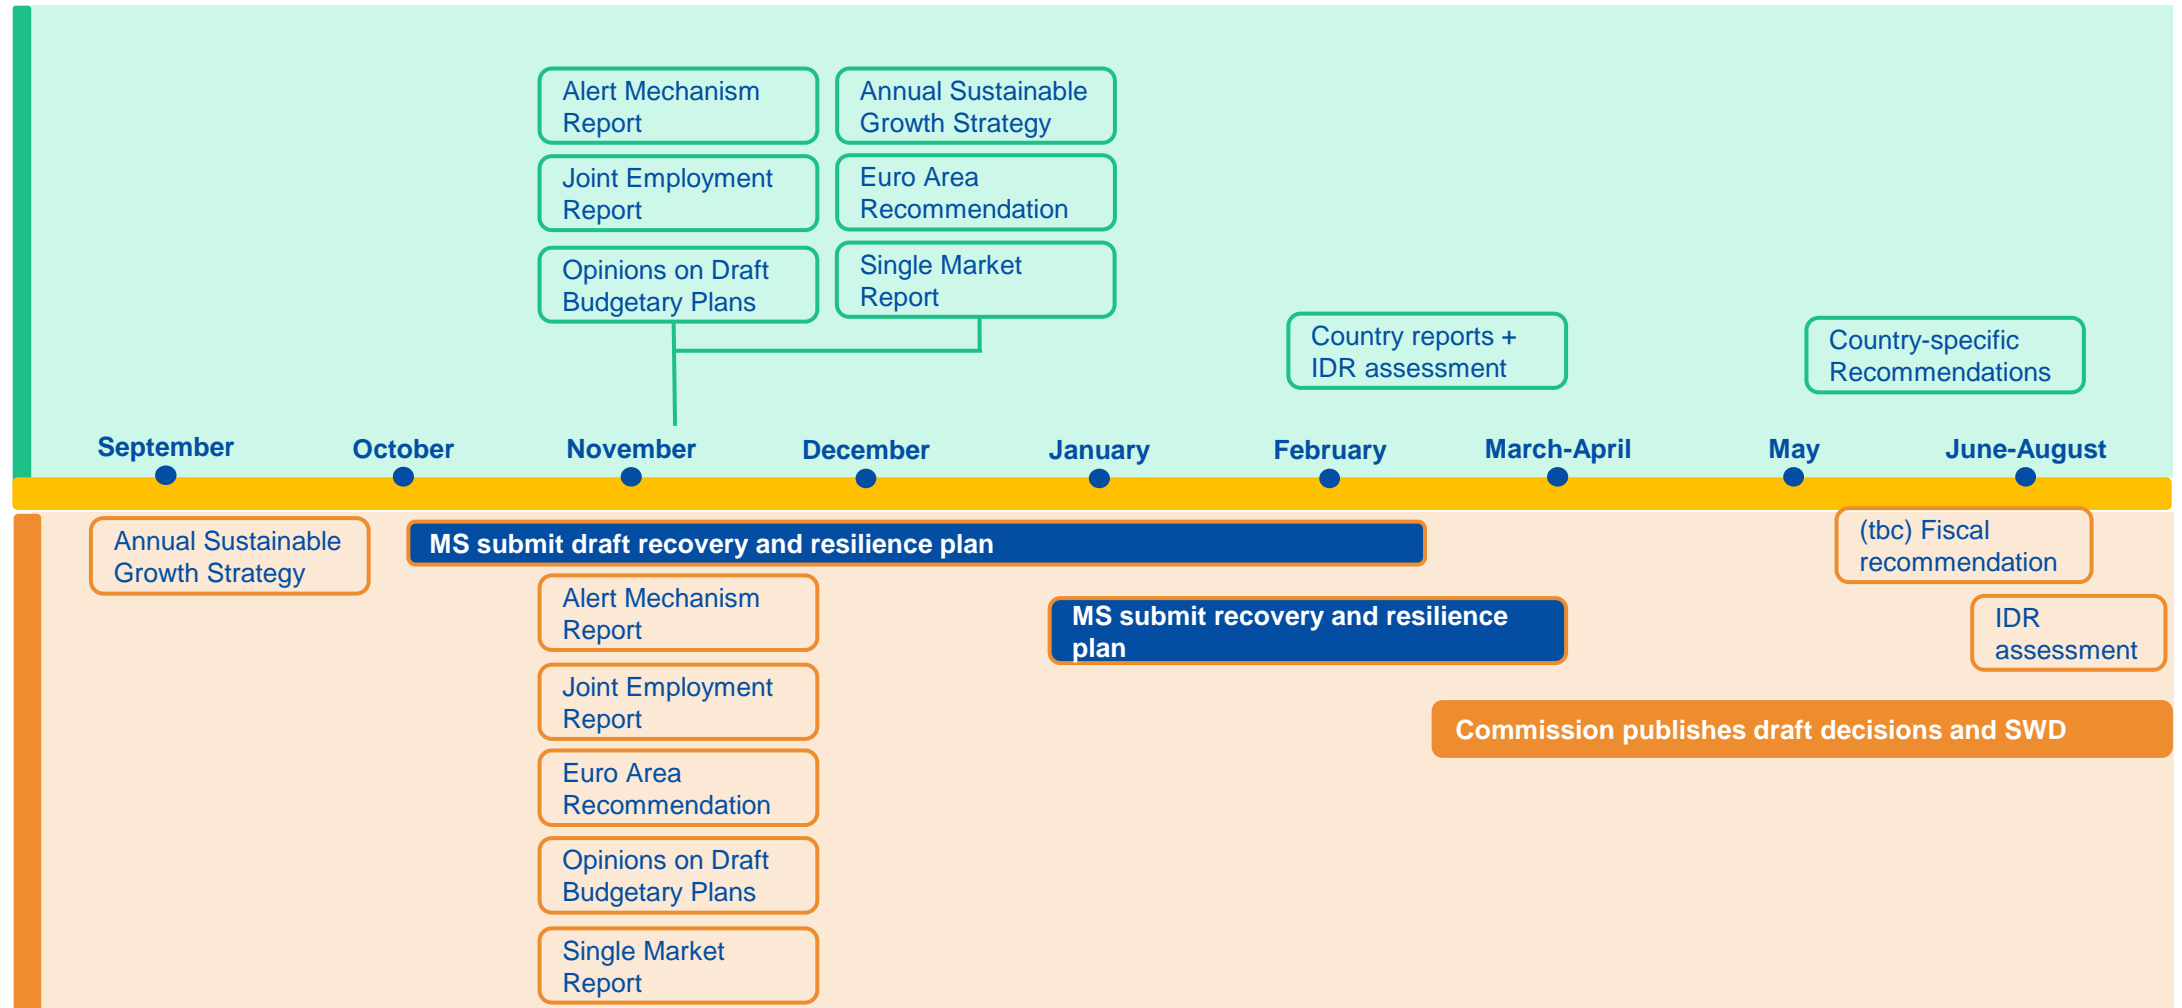 Alert Mechanism
Report
Annual Sustainable
Growth Strategy
Joint Employment
Report
Euro Area
Recommendation
Opinions on Draft
Budgetary Plans
Single Market
Report
Country reports +
IDR assessment
Country-specific
Recommendations
September
October
November
December
January
February
March-April
May
June-August
Annual Sustainable
Growth Strategy
MS submit draft recovery and resilience plan
(tbc) Fiscal
recommendation
Alert Mechanism
Report
MS submit recovery and resilience
plan
IDR
assessment
Joint Employment
Report
Commission publishes draft decisions and SWD
Euro Area
Recommendation
Opinions on Draft
Budgetary Plans
Single Market
Report